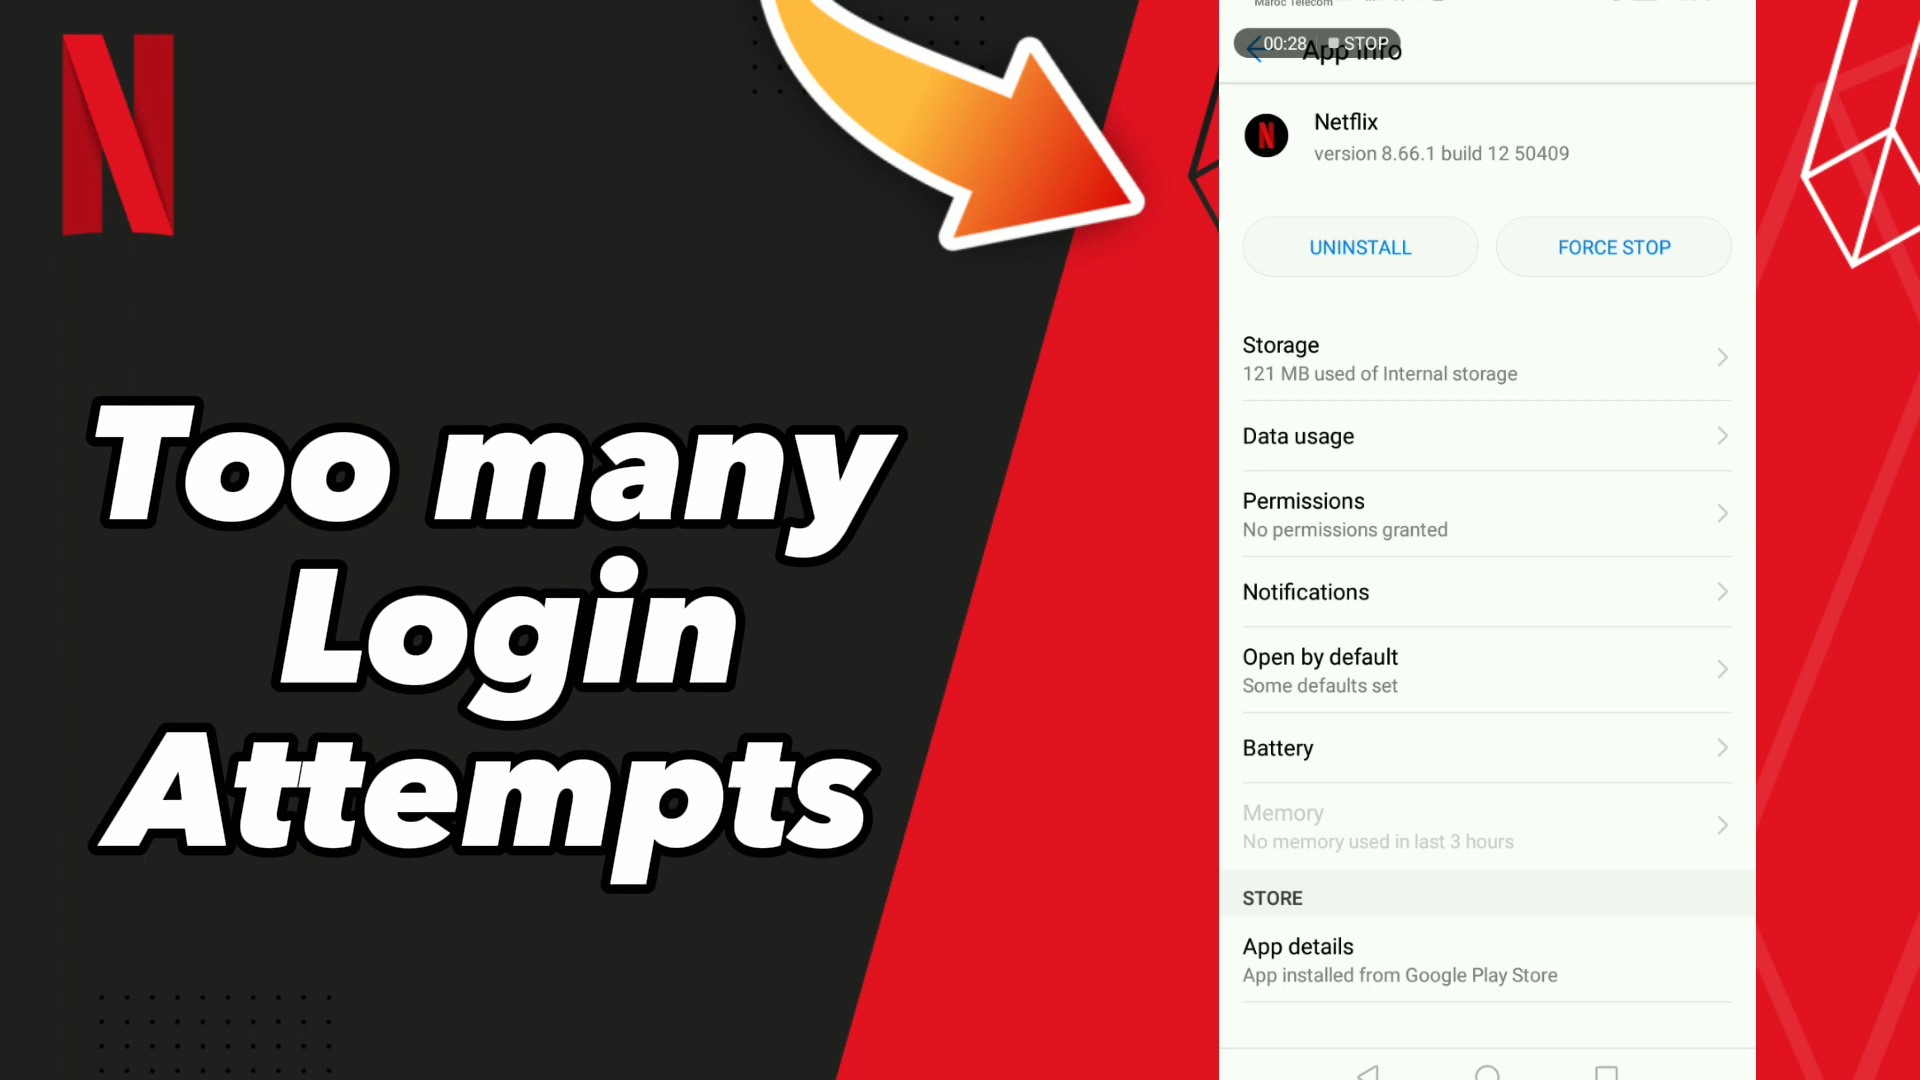 Too many
Login
Attempts
Maroc Telecom
00:28 STOP
App info
Netflix
version 8.66.1 build 12 50409
UNINSTALL
FORCE STOP
Storage
121 MB used of Internal storage
Data usage
Permissions
No permissions granted
Notifications
Open by default
Some defaults set
Battery
Memory
No memory used in last 3 hours
STORE
App details
App installed from Google Play Store